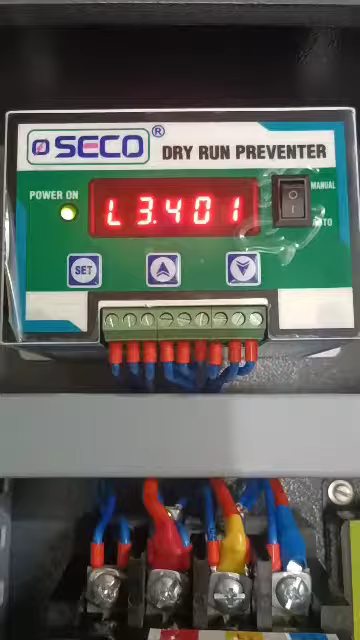 SECO®
DRY RUN PREVENTER
POWER ON
L 3.401
MANUAL
AUTO
SET